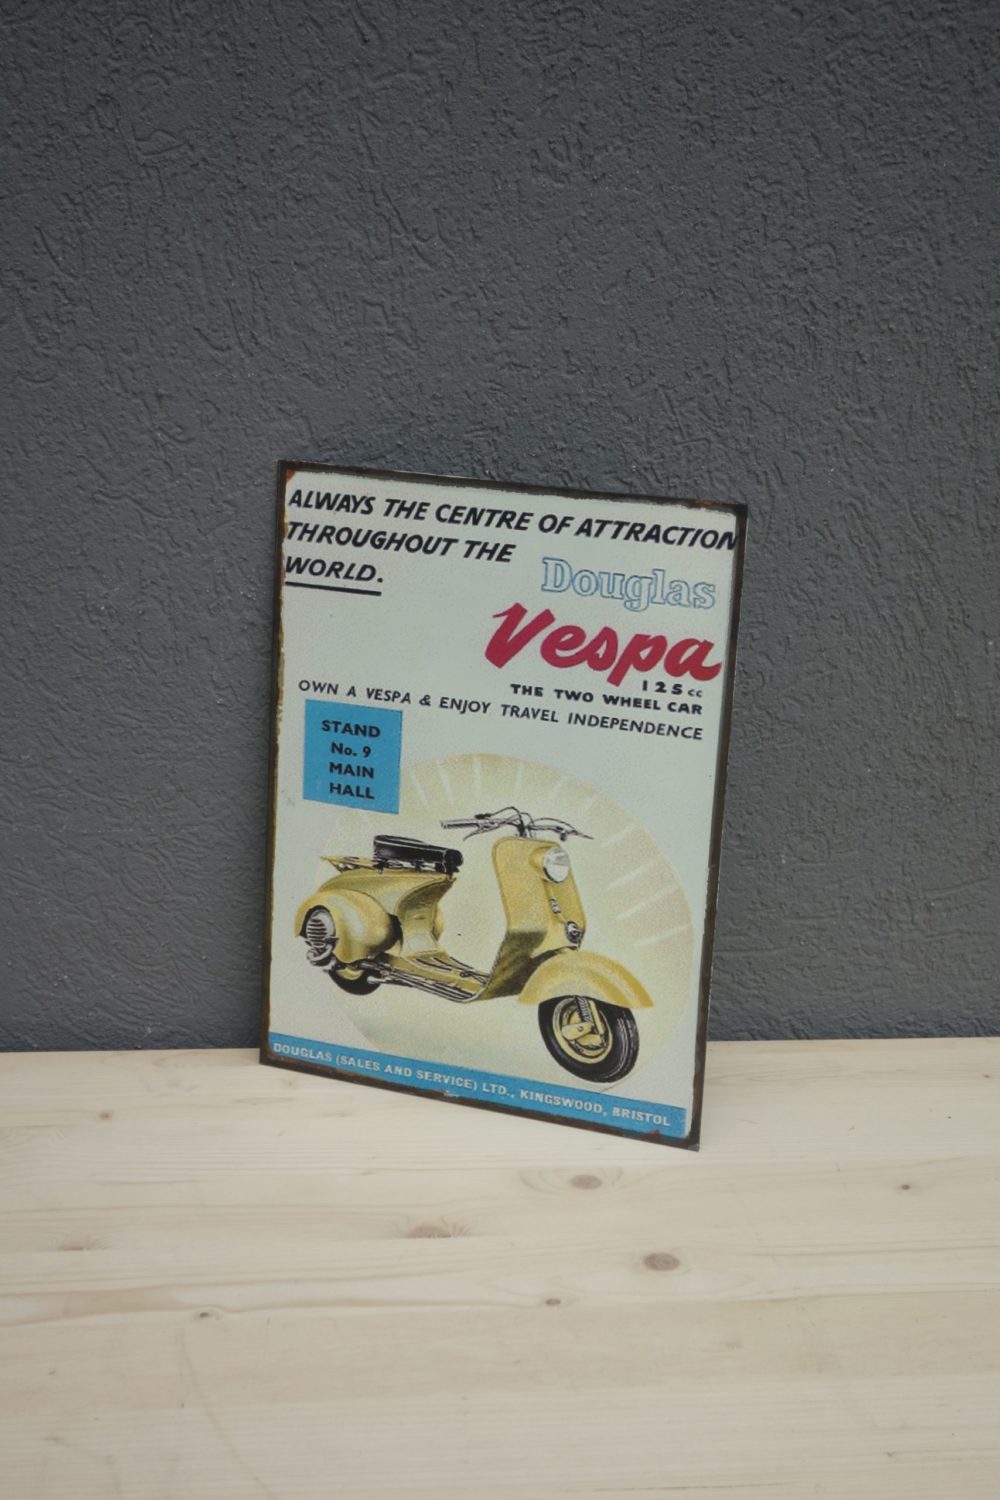 ALWAYS THE CENTRE OF ATTRACTION
THROUGHOUT THE
WORLD.
Douglas
Vespa
125cc
THE TWO WHEEL CAR
OWN A VESPA & ENJOY TRAVEL INDEPENDENCE
STAND
No. 9
MAIN
HALL
DOUGLAS (SALES AND SERVICE) LTD., KINGSWOOD, BRISTOL